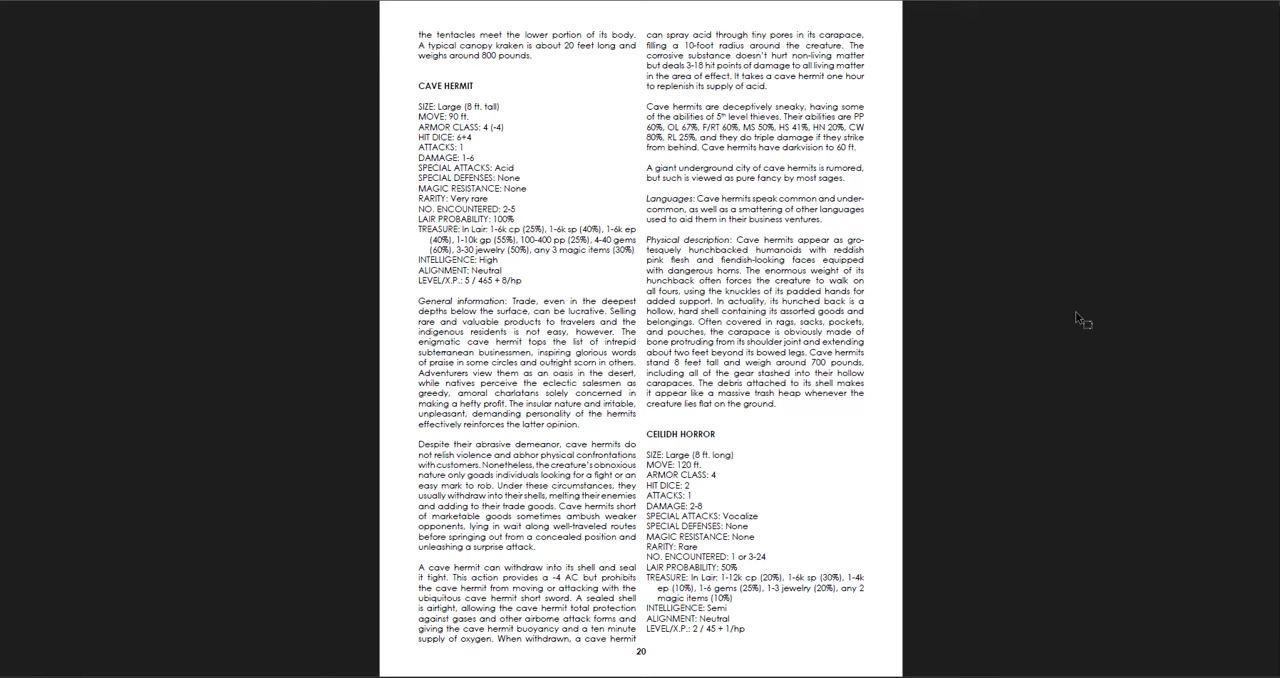 the tentacles meet the lower portion of its body.
A typical canopy kraken is about 20 feet long and
weighs around 800 pounds.
CAVE HERMIT
SIZE: Large (8 ft. tall)
MOVE: 90 ft.
ARMOR CLASS: 4 (-4)
HIT DICE: 6+4
ATTACKS: 1
DAMAGE: 1-6
SPECIAL ATTACKS: Acid
SPECIAL DEFENSES: None
MAGIC RESISTANCE: None
RARITY: Very rare
NO. ENCOUNTERED: 2-5
LAIR PROBABILITY: 100%
TREASURE: In Lair: 1-6k cp (25%), 1-6k sp (40%), 1-6k ep
(40%), 1-10k gp (55%), 100-400 pp (25%), 4-40 gems
(60%), 3-30 jewelry (50%), any 3 magic items (30%)
INTELLIGENCE: High
ALIGNMENT: Neutral
LEVEL/X.P.: 5 / 465 + 8/hp
General information: Trade, even in the deepest
depths below the surface, can be lucrative. Selling
rare and valuable products to travelers and the
indigenous residents is not easy, however. The
enigmatic cave hermit tops the list of intrepid
subterranean businessmen, inspiring glorious words
of praise in some circles and outright scorn in others.
Adventurers view them as an oasis in the desert,
while natives perceive the eclectic salesmen as
greedy, amoral charlatans solely concerned in
making a hefty profit. The insular nature and irritable,
unpleasant, demanding personality of the hermits
effectively reinforces the latter opinion.
Despite their abrasive demeanor, cave hermits do
not relish violence and abhor physical confrontations
with customers. Nonetheless, the creature's obnoxious
nature only goads individuals looking for a fight or an
easy mark to rob. Under these circumstances, they
usually withdraw into their shells, melting their enemies
and adding to their trade goods. Cave hermits short
of marketable goods sometimes ambush weaker
opponents, lying in wait along well-traveled routes
before springing out from a concealed position and
unleashing a surprise attack.
A cave hermit can withdraw into its shell and seal
it tight. This action provides a -4 AC but prohibits
the cave hermit from moving or attacking with the
ubiquitous cave hermit short sword. A sealed shell
is airtight, allowing the cave hermit total protection
against gases and other airborne attack forms and
giving the cave hermit buoyancy and a ten minute
supply of oxygen. When withdrawn, a cave hermit
can spray acid through tiny pores in its carapace,
filling a 10-foot radius around the creature. The
corrosive substance doesn't hurt non-living matter
but deals 3-18 hit points of damage to all living matter
in the area of effect. It takes a cave hermit one hour
to replenish its supply of acid.
Cave hermits are deceptively sneaky, having some
of the abilities of 5th level thieves. Their abilities are PP
60%, OL 67%, F/RT 60%, MS 50%, HS 41%, HN 20%, CW
80%, RL 25%, and they do triple damage if they strike
from behind. Cave hermits have darkvision to 60 ft.
A giant underground city of cave hermits is rumored,
but such is viewed as pure fancy by most sages.
Languages: Cave hermits speak common and under-
common, as well as a smattering of other languages
used to aid them in their business ventures.
Physical description: Cave hermits appear as gro-
tesquely hunchbacked humanoids with reddish
pink flesh and fiendish-looking faces equipped
with dangerous horns. The enormous weight of its
hunchback often forces the creature to walk on
all fours, using the knuckles of its padded hands for
added support. In actuality, its hunched back is a
hollow, hard shell containing its assorted goods and
belongings. Often covered in rags, sacks, pockets,
and pouches, the carapace is obviously made of
bone protruding from its shoulder joint and extending
about two feet beyond its bowed legs. Cave hermits
stand 8 feet tall and weigh around 700 pounds,
including all of the gear stashed into their hollow
carapaces. The debris attached to its shell makes
it appear like a massive trash heap whenever the
creature lies flat on the ground.
CEILIDH HORROR
SIZE: Large (8 ft. long)
MOVE: 120 ft.
ARMOR CLASS: 4
HIT DICE: 2
ATTACKS: 1
DAMAGE: 2-8
SPECIAL ATTACKS: Vocalize
SPECIAL DEFENSES: None
MAGIC RESISTANCE: None
RARITY: Rare
NO. ENCOUNTERED: 1 or 3-24
LAIR PROBABILITY: 50%
TREASURE: In Lair: 1-12k cp (20%), 1-6k sp (30%), 1-4k
ep (10%), 1-6 gems (25%), 1-3 jewelry (20%), any 2
magic items (10%)
INTELLIGENCE: Semi
ALIGNMENT: Neutral
LEVEL/X.P.: 2 / 45 + 1/hp
20